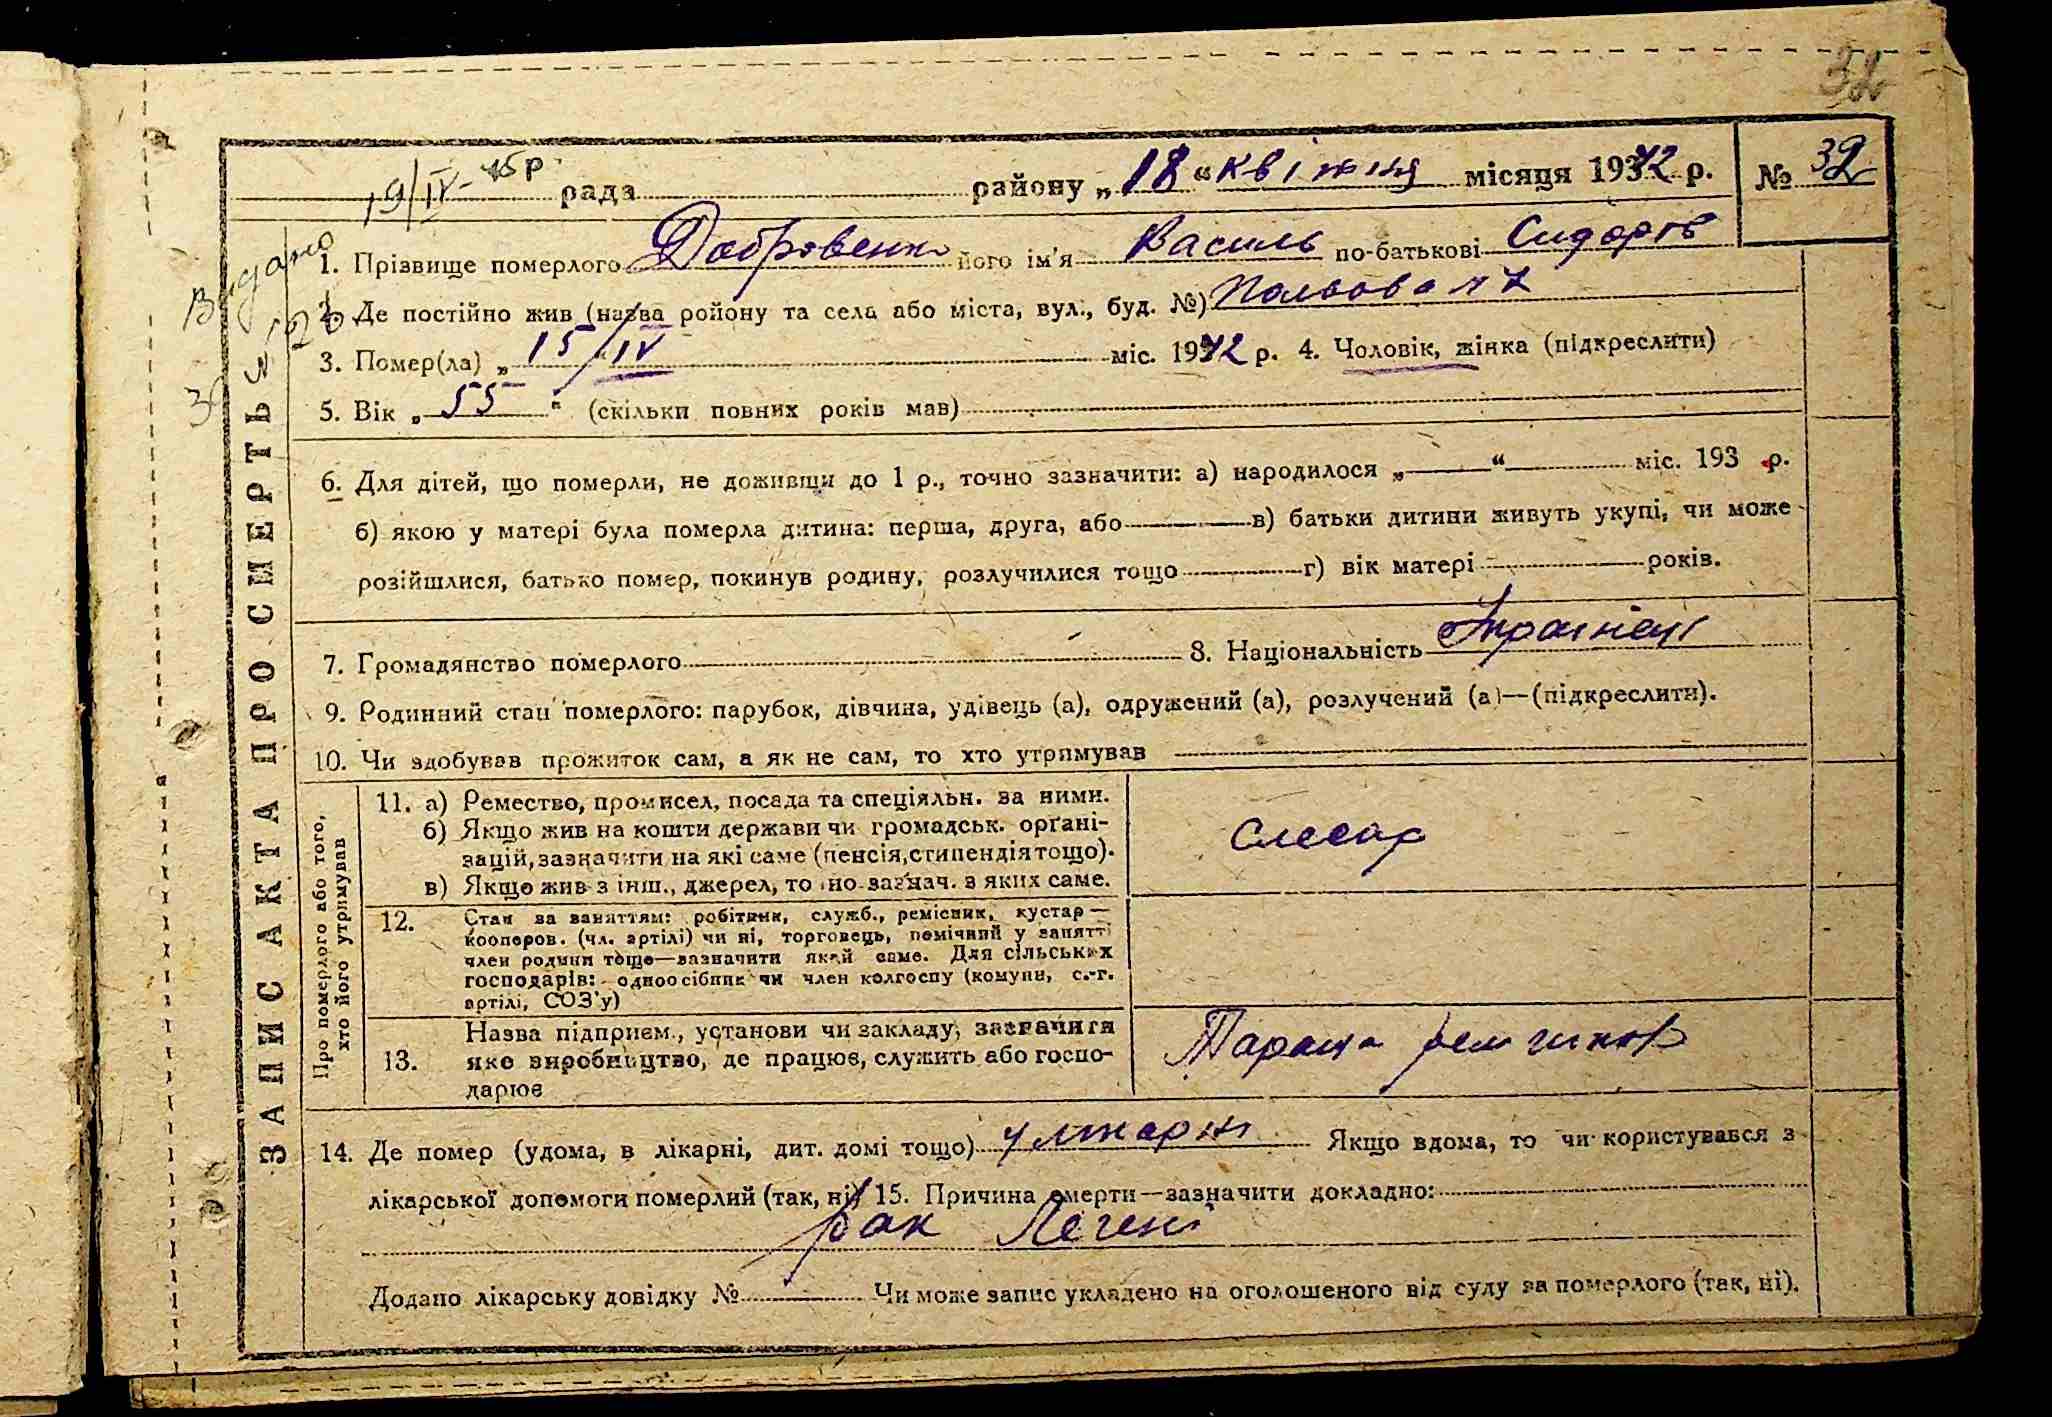 32
19/IV-45р рада района „18“ квітня місяця 1942 р. № 32
Видано
1. Прізвище померлого Добровенко його ім'я Василь по-батькові Сидоров
2. Де постійно жив (назва ройону та села або міста, вул., буд. №) Польова № 7
3. Помер(ла) „15/IV“ міс. 1942 р. 4. Чоловік, жінка (підкреслити)
5. Вік „55“ (скільки повних років мав)
6. Для дітей, що померли, не доживши до 1 р., точно зазначити: а) народилося „—“ міс. 193 р.
б) якою у матері була померла дитина: перша, друга, або — в) батьки дитини живуть укупі, чи може
розійшлися, батько помер, покинув родину, розлучилися тощо — г) вік матері — років.
7. Громадянство померлого 8. Національність Українець
9. Родинний стан померлого: парубок, дівчина, удівець (а), одружений (а), розлучений (а)—(підкреслити).
10. Чи здобував прожиток сам, а як не сам, то хто утримував
ЗАПИС АКТА ПРО СМЕРТЬ
Про померлого або того,
хто його утримував
11. а) Ремество, промисел, посада та спеціяльн. за ними.
б) Якщо жив на кошти держави чи громадськ. орґані-
зацій, зазначити на які саме (пенсія, стипендія тощо).
в) Якщо жив з інш., джерел, то но зазнач. з яких саме.
слесар
12. Стан за заняттям: робітник, служб., ремісник, кустар—
кооперов. (чл. артілі) чи ні, торговець, помічний у занятті
член родини тощо—зазначити який саме. Для сільських
господарів: одноосібник чи член колгоспу (комуни, с.-г.
артілі, СОЗ'у)
13. Назва підприєм., установи чи закладу, зазначити
яке виробництво, де працює, служить або госпо-
дарює
14. Де помер (удома, в лікарні, дит. домі тощо) у лікарні Якщо вдома, то чи користувався з
лікарської допомоги померлий (так, ні) 15. Причина смерти—зазначити докладно:
рак Легені
Додано лікарську довідку № Чи може запис укладено на оголошеного від суду за померлого (так, ні).